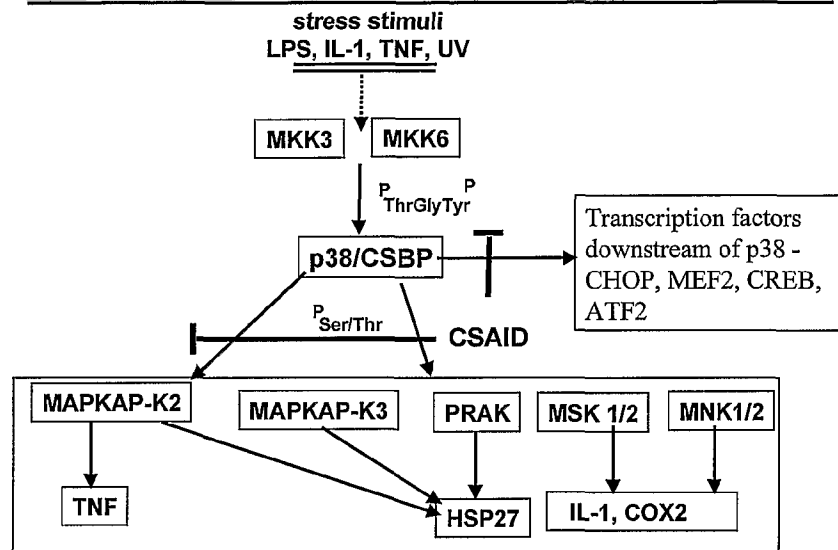 stress stimuli
LPS, IL-1, TNF, UV
MKK3
MKK6
P
ThrGlyTyr
P
p38/CSBP
Transcription factors
downstream of p38 -
CHOP, MEF2, CREB,
ATF2
P
Ser/Thr
CSAID
MAPKAP-K2
MAPKAP-K3
PRAK
MSK 1/2
MNK1/2
TNF
HSP27
IL-1, COX2